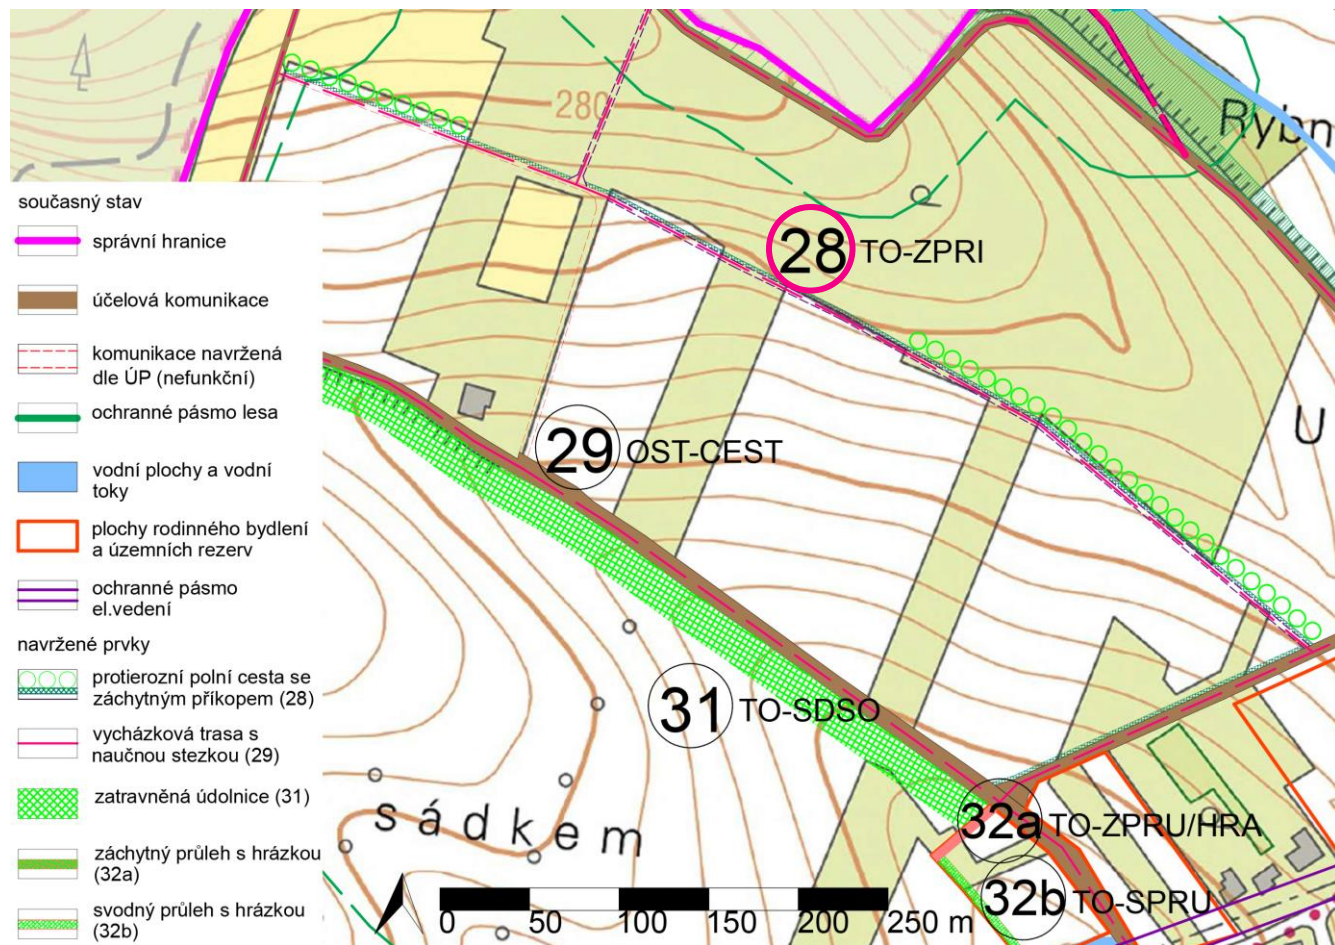 280
Rybn
současný stav
správní hranice
účelová komunikace
komunikace navržená
dle ÚP (nefunkční)
ochranné pásmo lesa
vodní plochy a vodní
toky
plochy rodinného bydlení
a územních rezerv
ochranné pásmo
el.vedení
navržené prvky
protierozní polní cesta se
záchytným příkopem (28)
vycházková trasa s
naučnou stezkou (29)
zatravněná údolnice (31)
záchytný průleh s hrázkou
(32a)
svodný průleh s hrázkou
(32b)
28 TO-ZPRI
U
29 OST-CEST
31 TO-SDSO
sádkem
32a TO-ZPRU/HRA
32b TO-SPRU
0 50 100 150 200 250 m